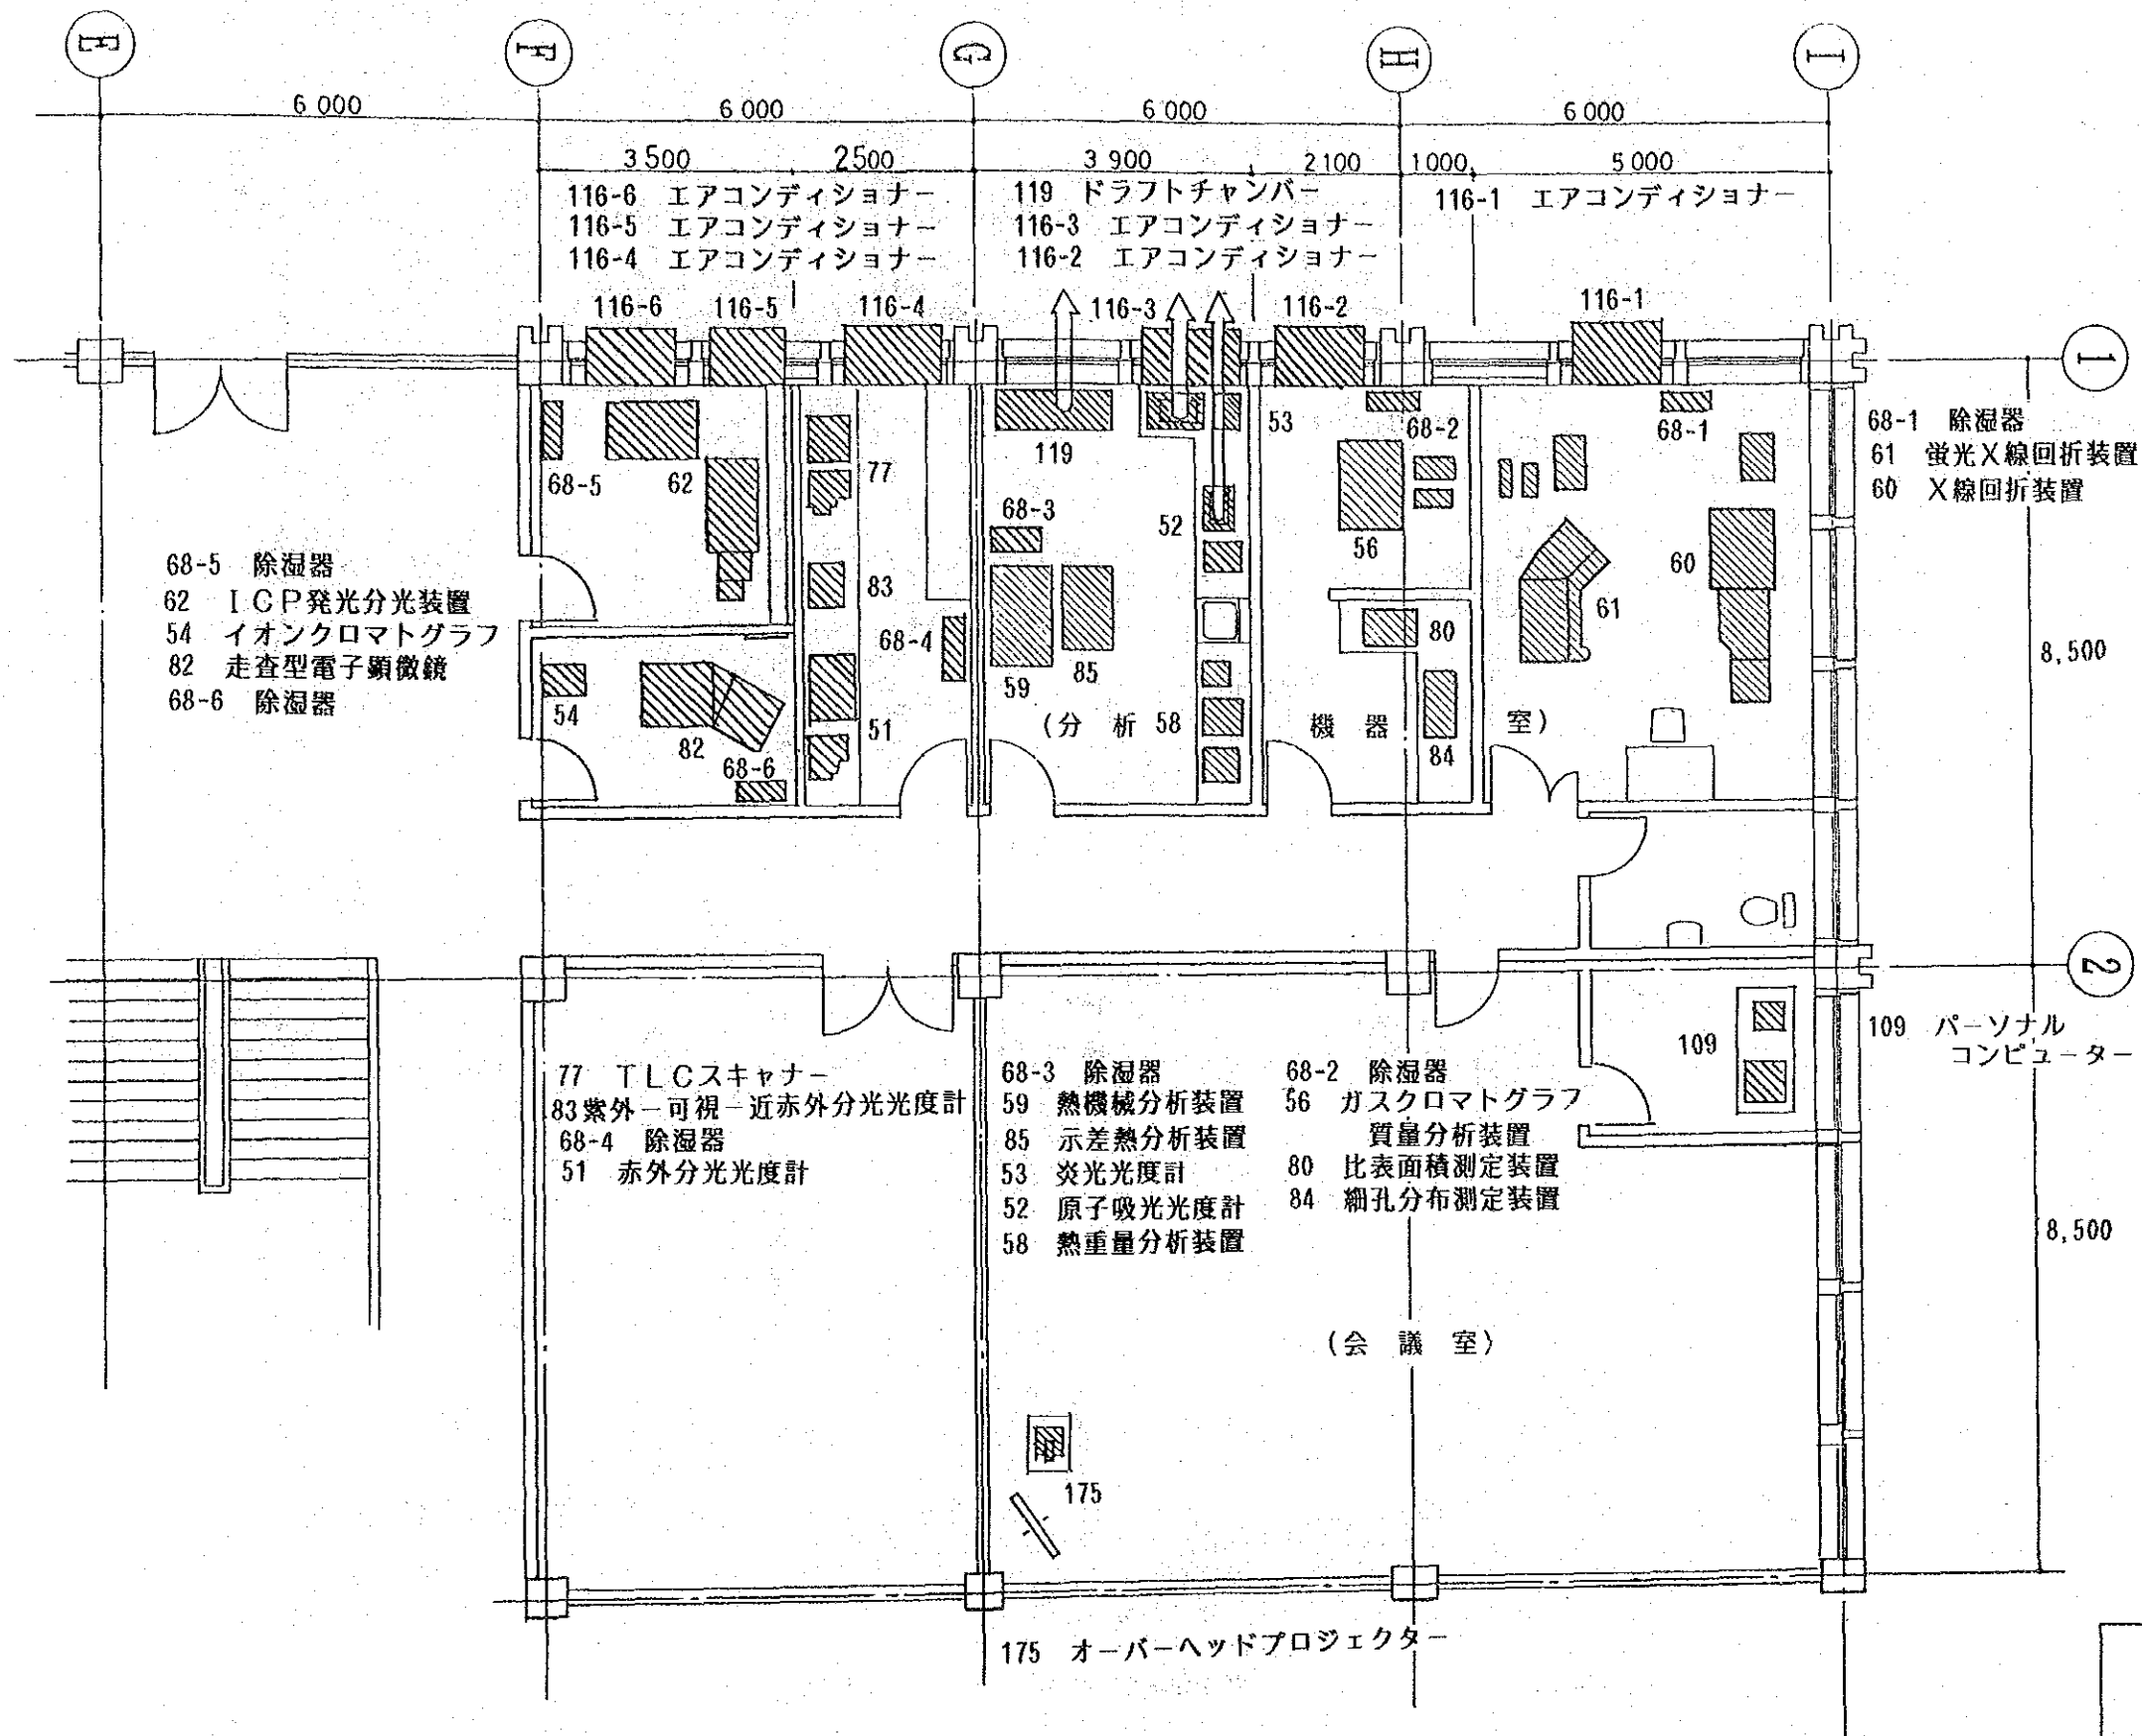 E
F
G
H
I
6 000
6 000
6 000
6 000
3 500
2500
3 900
2100
1000
5 000
116-6 エアコンディショナー
116-5 エアコンディショナー
116-4 エアコンディショナー
119 ドラフトチャンバー
116-3 エアコンディショナー
116-2 エアコンディショナー
116-1 エアコンディショナー
116-6
116-5
116-4
116-3
116-2
116-1
1
68-1 除湿器
61 蛍光X線回折装置
60 X線回折装置
68-5
62
77
119
53
68-2
68-1
68-3
52
56
60
83
68-4
59
85
80
61
8,500
68-5 除湿器
62 ICP発光分光装置
54 イオンクロマトグラフ
82 走査型電子顕微鏡
68-6 除湿器
54
82
68-6
51
(分析
58
機器
84
室)
2
109
109 パーソナル
コンピューター
77 TLCスキャナー
83紫外－可視－近赤外分光光度計
68-4 除湿器
51 赤外分光光度計
68-3 除湿器
59 熱機械分析装置
85 示差熱分析装置
53 炎光光度計
52 原子吸光光度計
58 熱重量分析装置
68-2 除湿器
56 ガスクロマトグラフ
質量分析装置
80 比表面積測定装置
84 細孔分布測定装置
8,500
(会議室)
175
175 オーバーヘッドプロジェクター